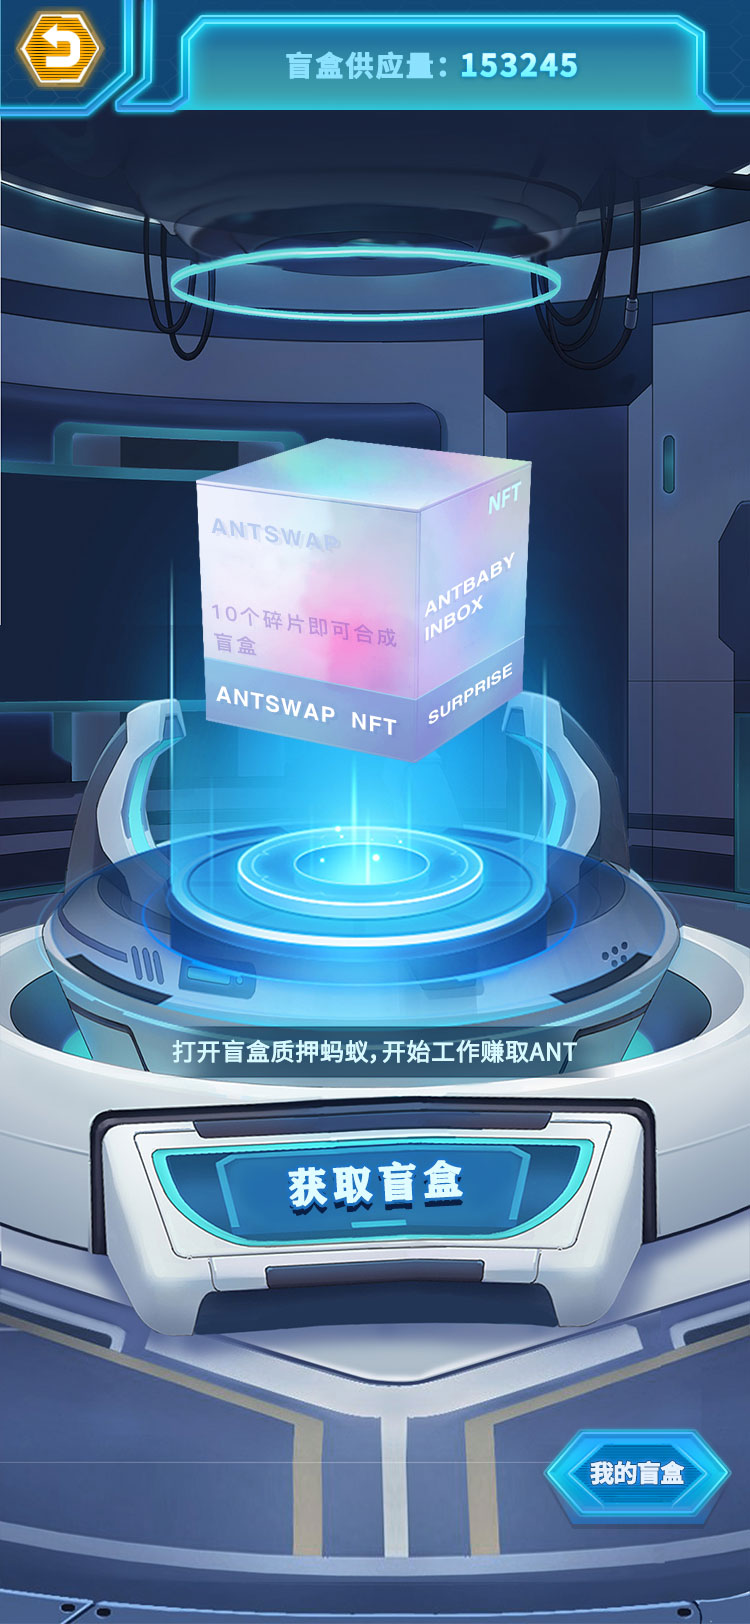 盲盒供应量：153245
NFT
ANTSWAP
ANTBABY
INBOX
10个碎片即可合成
盲盒
SURPRISE
ANTSWAP NFT
打开盲盒质押蚂蚁，开始工作赚取ANT
获取盲盒
我的盲盒